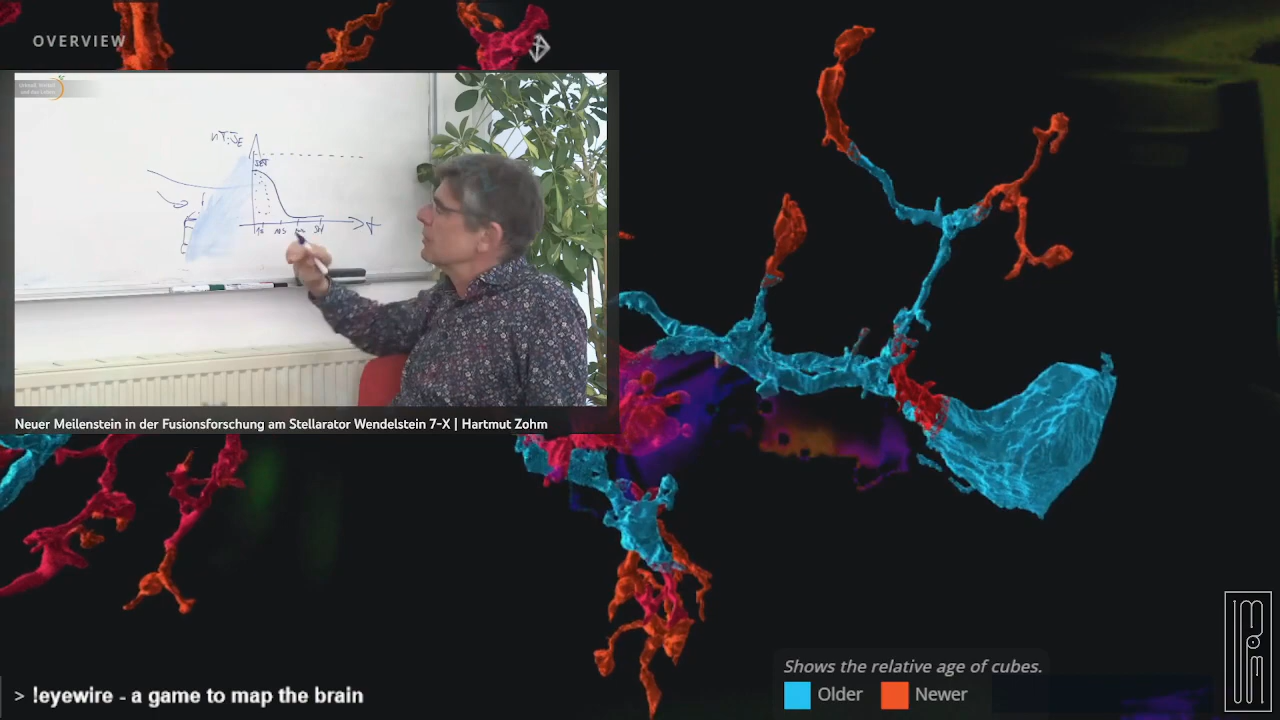 OVERVIEW
Neuer Meilenstein in der Fusionsforschung am Stellarator Wendelstein 7-X | Hartmut Zohm
Shows the relative age of cubes.
Older
Newer
> !eyewire - a game to map the brain